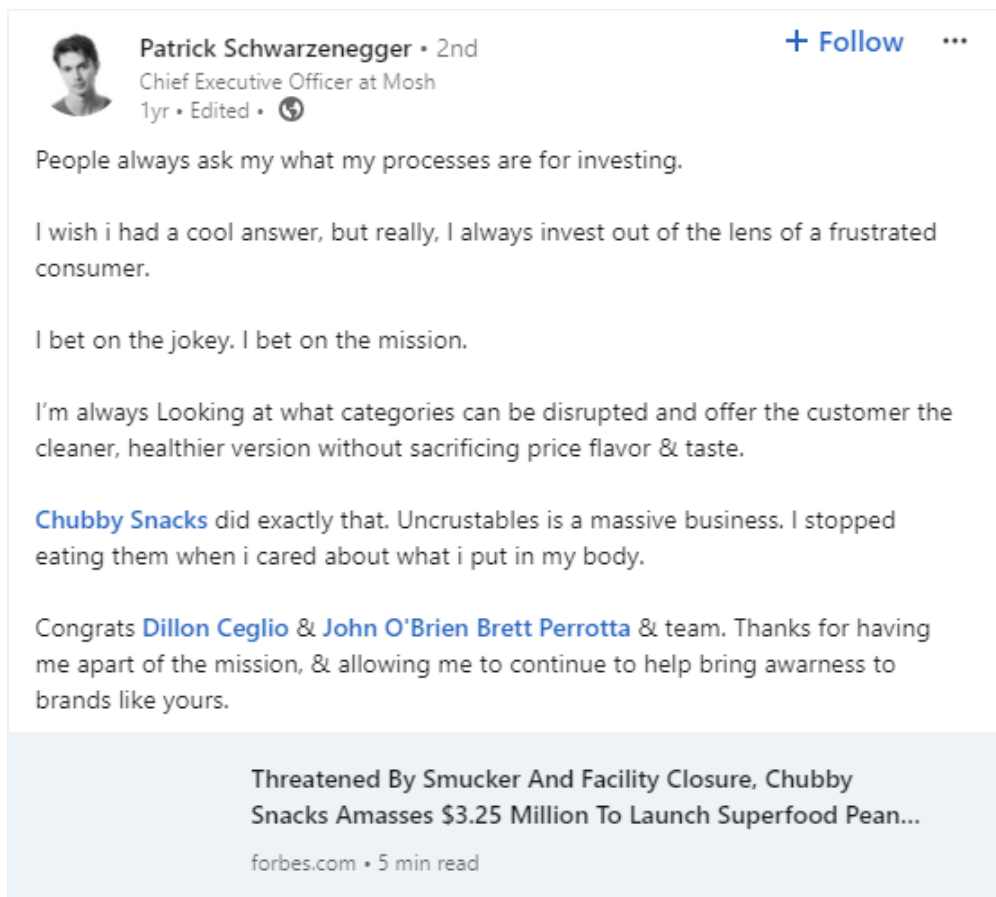 Patrick Schwarzenegger • 2nd
+ Follow
Chief Executive Officer at Mosh
1yr • Edited •
People always ask my what my processes are for investing.
I wish i had a cool answer, but really, I always invest out of the lens of a frustrated
consumer.
I bet on the jokey. I bet on the mission.
I'm always Looking at what categories can be disrupted and offer the customer the
cleaner, healthier version without sacrificing price flavor & taste.
Chubby Snacks did exactly that. Uncrustables is a massive business. I stopped
eating them when i cared about what i put in my body.
Congrats Dillon Ceglio & John O'Brien Brett Perrotta & team. Thanks for having
me apart of the mission, & allowing me to continue to help bring awarness to
brands like yours.
Threatened By Smucker And Facility Closure, Chubby
Snacks Amasses $3.25 Million To Launch Superfood Pean...
forbes.com • 5 min read